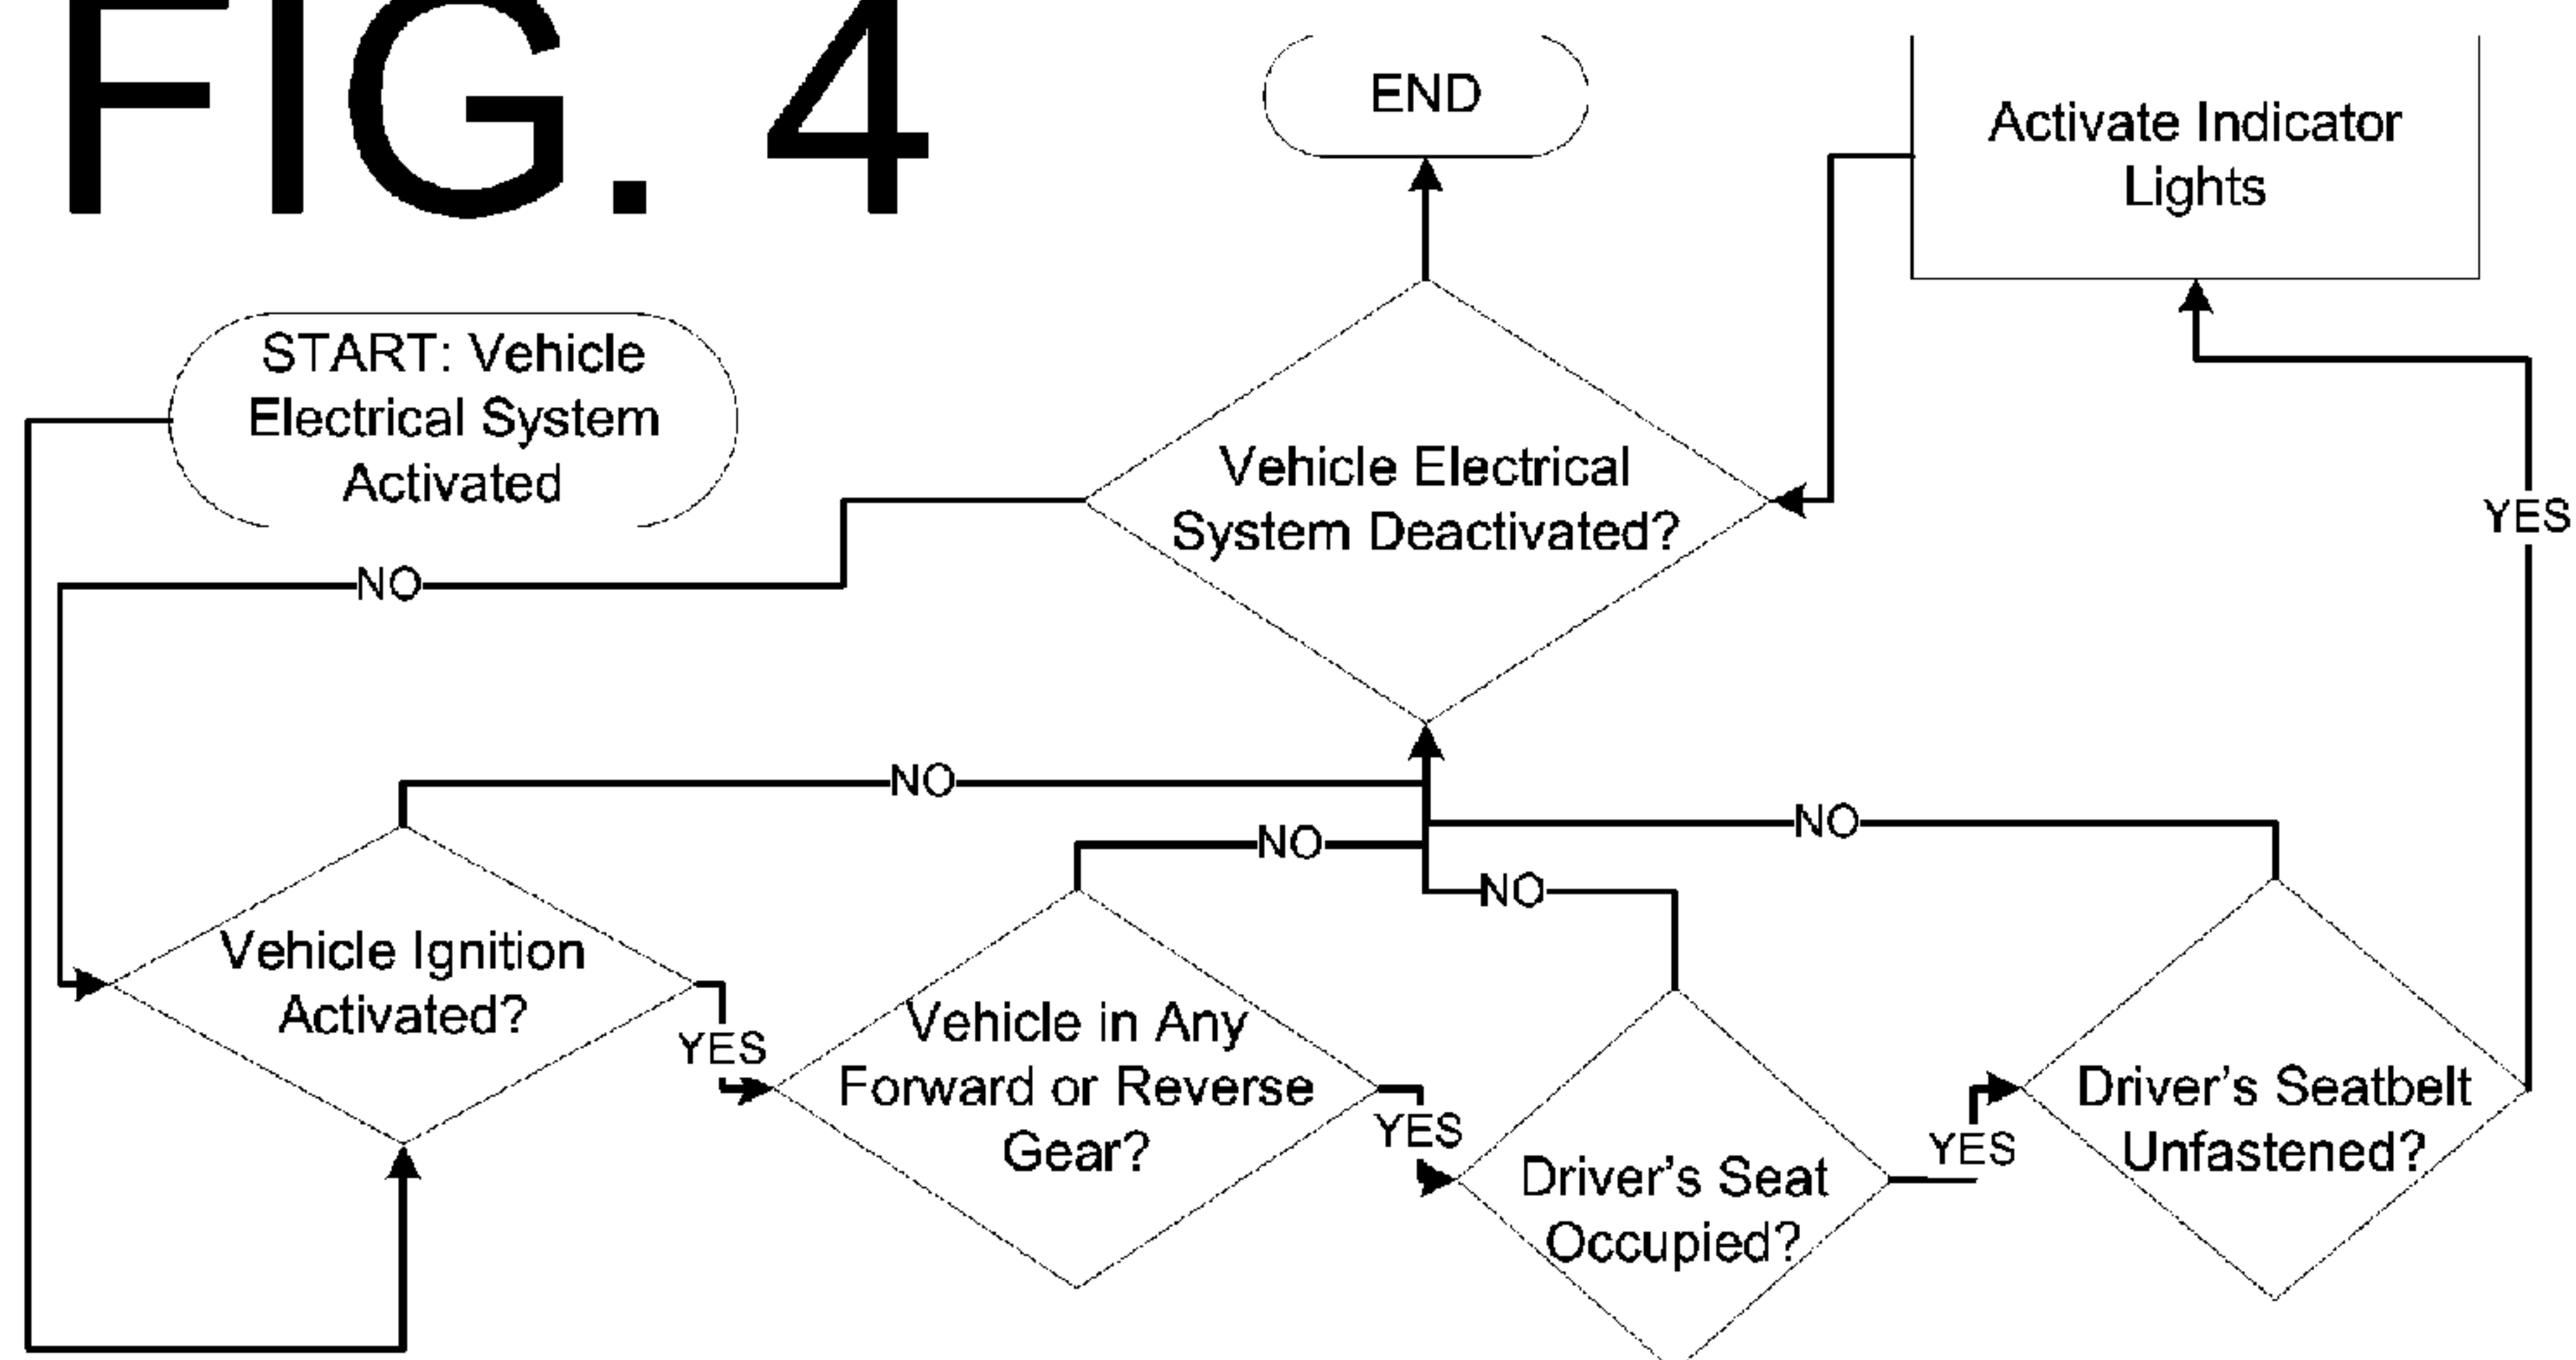 FIG. 4
END
Activate Indicator
Lights
START: Vehicle
Electrical System
Activated
Vehicle Electrical
System Deactivated?
YES
NO
NO
NO
NO
NO
Vehicle Ignition
Activated?
YES
Vehicle in Any
Forward or Reverse
Gear?
YES
Driver's Seat
Occupied?
YES
Driver's Seatbelt
Unfastened?